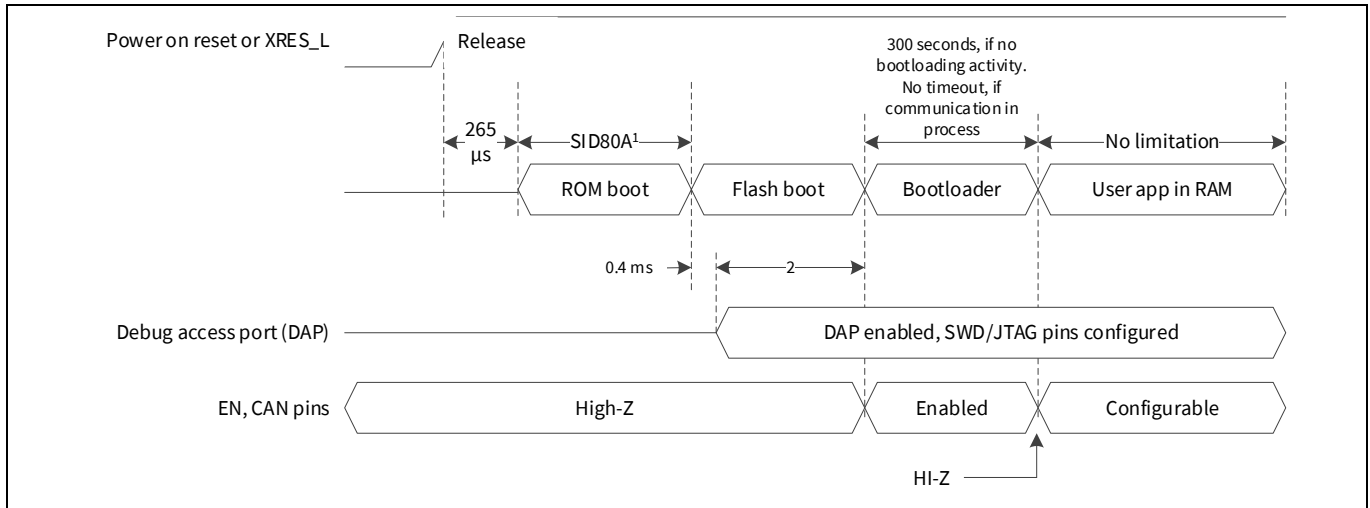 Power on reset or XRES_L
Release
300 seconds, if no
bootloading activity.
No timeout, if
communication in
process
265
µs
SID80A1
No limitation
ROM boot
Flash boot
Bootloader
User app in RAM
0.4 ms
2
Debug access port (DAP)
DAP enabled, SWD/JTAG pins configured
EN, CAN pins
High-Z
Enabled
Configurable
HI-Z